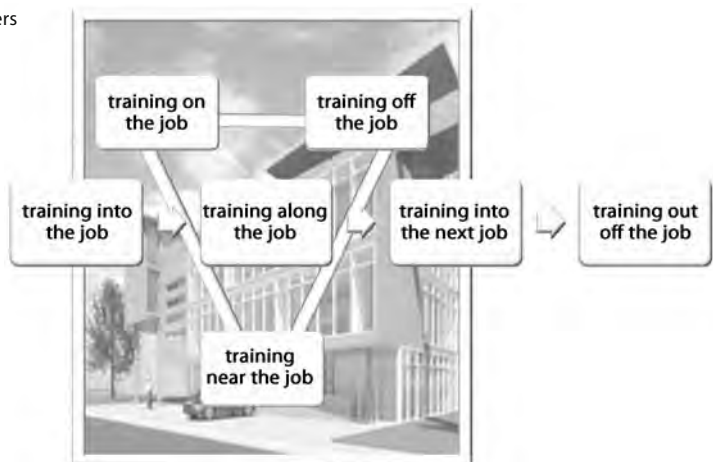 ers
training on
the job
training off
the job
training into
the job
training along
the job
training into
the next job
training out
off the job
training
near the job